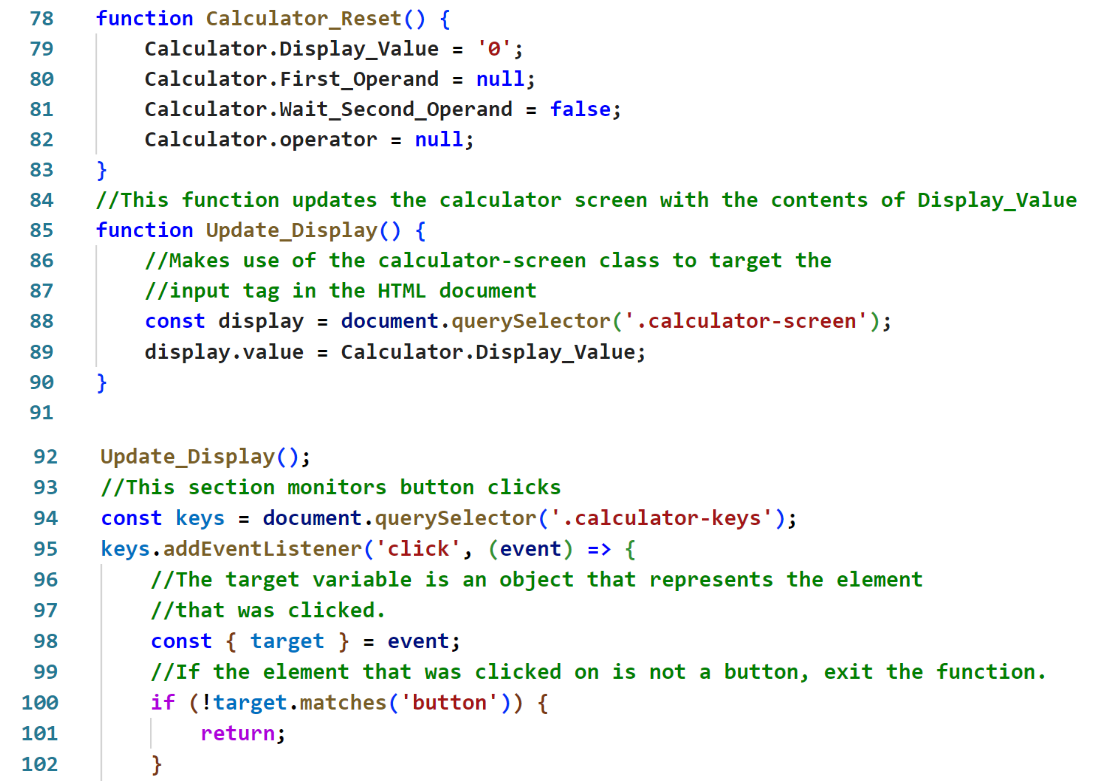 78 function Calculator_Reset() {
79 Calculator.Display_Value = '0';
80 Calculator.First_Operand = null;
81 Calculator.Wait_Second_Operand = false;
82 Calculator.operator = null;
83 }
84 //This function updates the calculator screen with the contents of Display_Value
85 function Update_Display() {
86 //Makes use of the calculator-screen class to target the
87 //input tag in the HTML document
88 const display = document.querySelector('.calculator-screen');
89 display.value = Calculator.Display_Value;
90 }
91
92 Update_Display();
93 //This section monitors button clicks
94 const keys = document.querySelector('.calculator-keys');
95 keys.addEventListener('click', (event) => {
96 //The target variable is an object that represents the element
97 //that was clicked.
98 const { target } = event;
99 //If the element that was clicked on is not a button, exit the function.
100 if (!target.matches('button')) {
101 return;
102 }